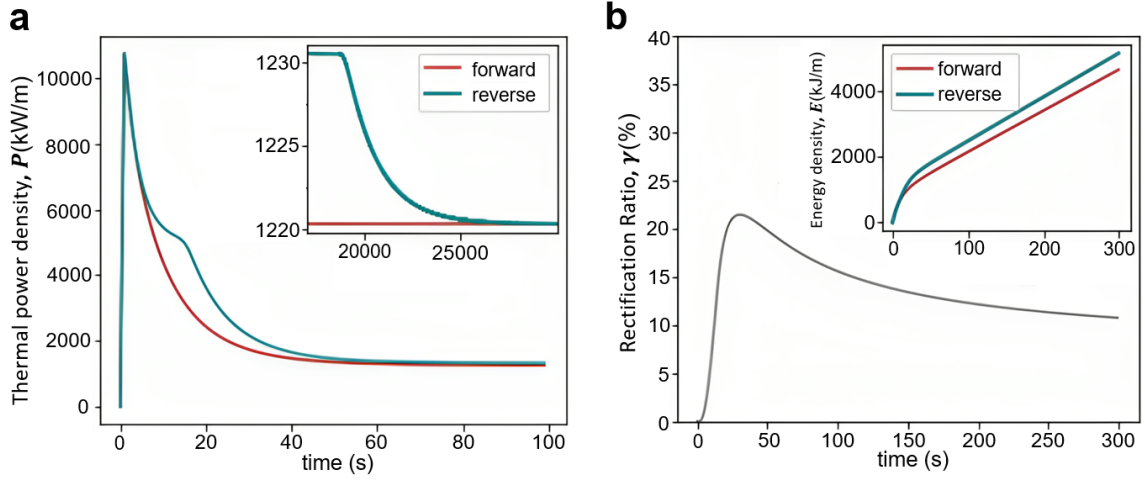 a
Thermal power density, P(kW/m)
10000
8000
6000
4000
2000
0
0 20 40 60 80 100
time (s)
1230
1225
1220
20000 25000
forward
reverse
b
Rectification Ratio, γ(%)
40
35
30
25
20
15
10
5
0
0 50 100 150 200 250 300
time (s)
Energy density, E(kJ/m)
4000
2000
0
0 100 200 300
forward
reverse